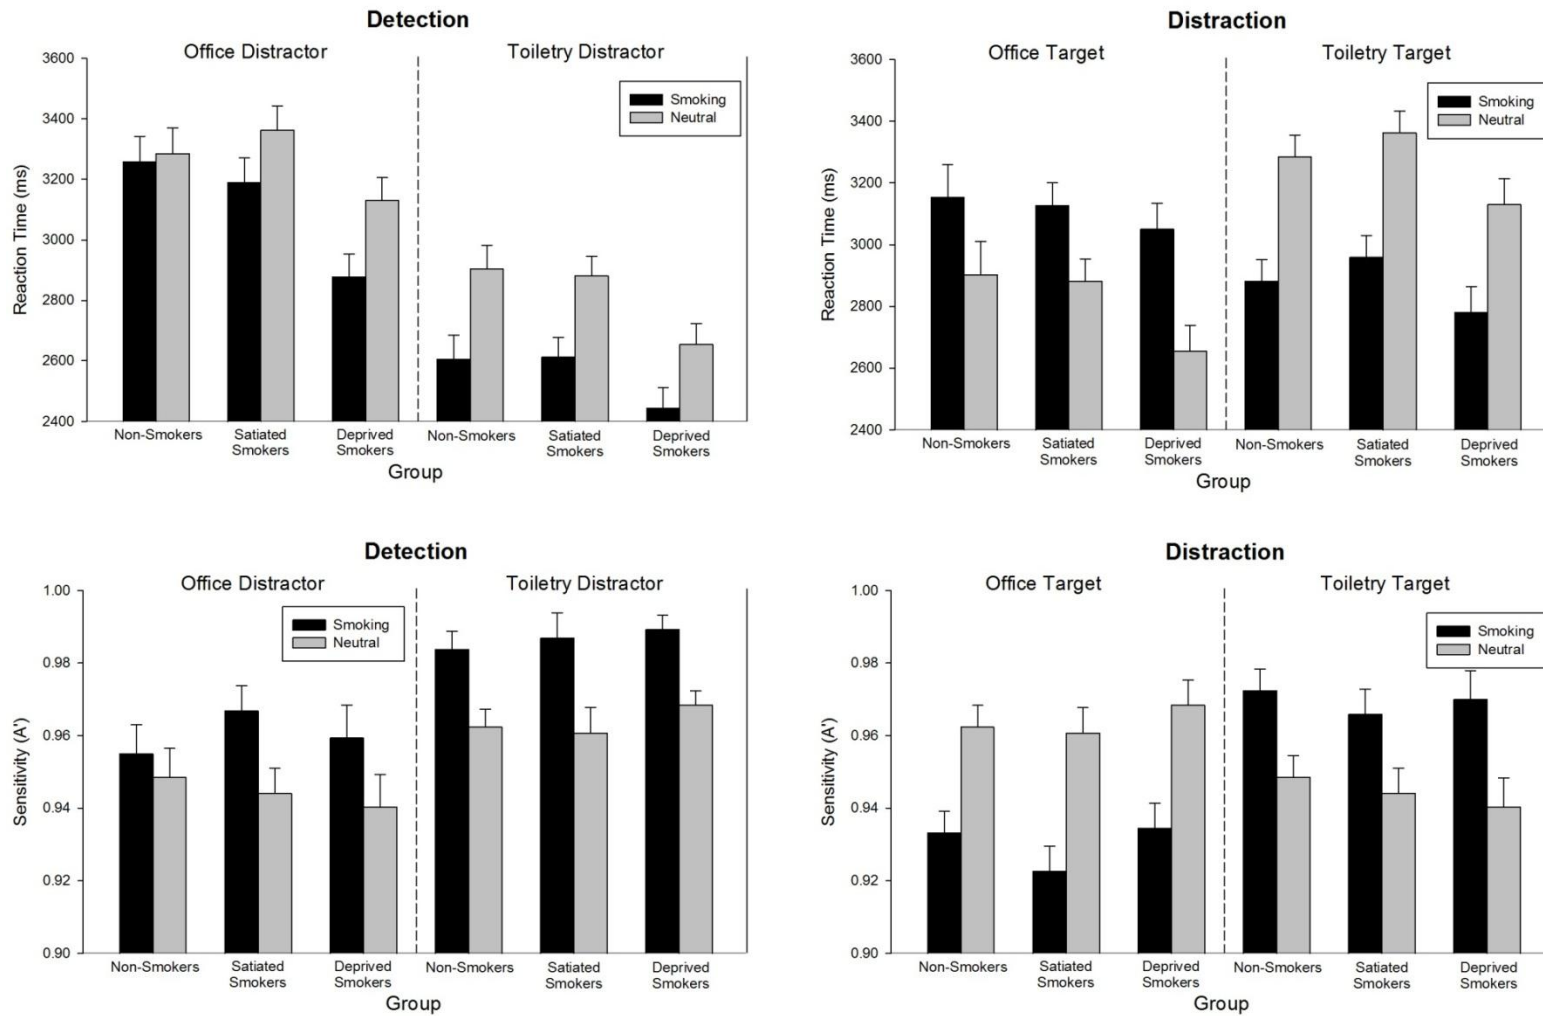 Detection
Office Distractor
Toiletry Distractor
Smoking
Neutral
Reaction Time (ms)
3600
3400
3200
3000
2800
2600
2400
Non-Smokers
Satiated
Smokers
Deprived
Smokers
Non-Smokers
Satiated
Smokers
Deprived
Smokers
Group
Distraction
Office Target
Toiletry Target
Smoking
Neutral
Reaction Time (ms)
3600
3400
3200
3000
2800
2600
2400
Non-Smokers
Satiated
Smokers
Deprived
Smokers
Non-Smokers
Satiated
Smokers
Deprived
Smokers
Group
Detection
Office Distractor
Toiletry Distractor
Smoking
Neutral
Sensitivity (A')
1.00
0.98
0.96
0.94
0.92
0.90
Non-Smokers
Satiated
Smokers
Deprived
Smokers
Non-Smokers
Satiated
Smokers
Deprived
Smokers
Group
Distraction
Office Target
Toiletry Target
Smoking
Neutral
Sensitivity (A')
1.00
0.98
0.96
0.94
0.92
0.90
Non-Smokers
Satiated
Smokers
Deprived
Smokers
Non-Smokers
Satiated
Smokers
Deprived
Smokers
Group